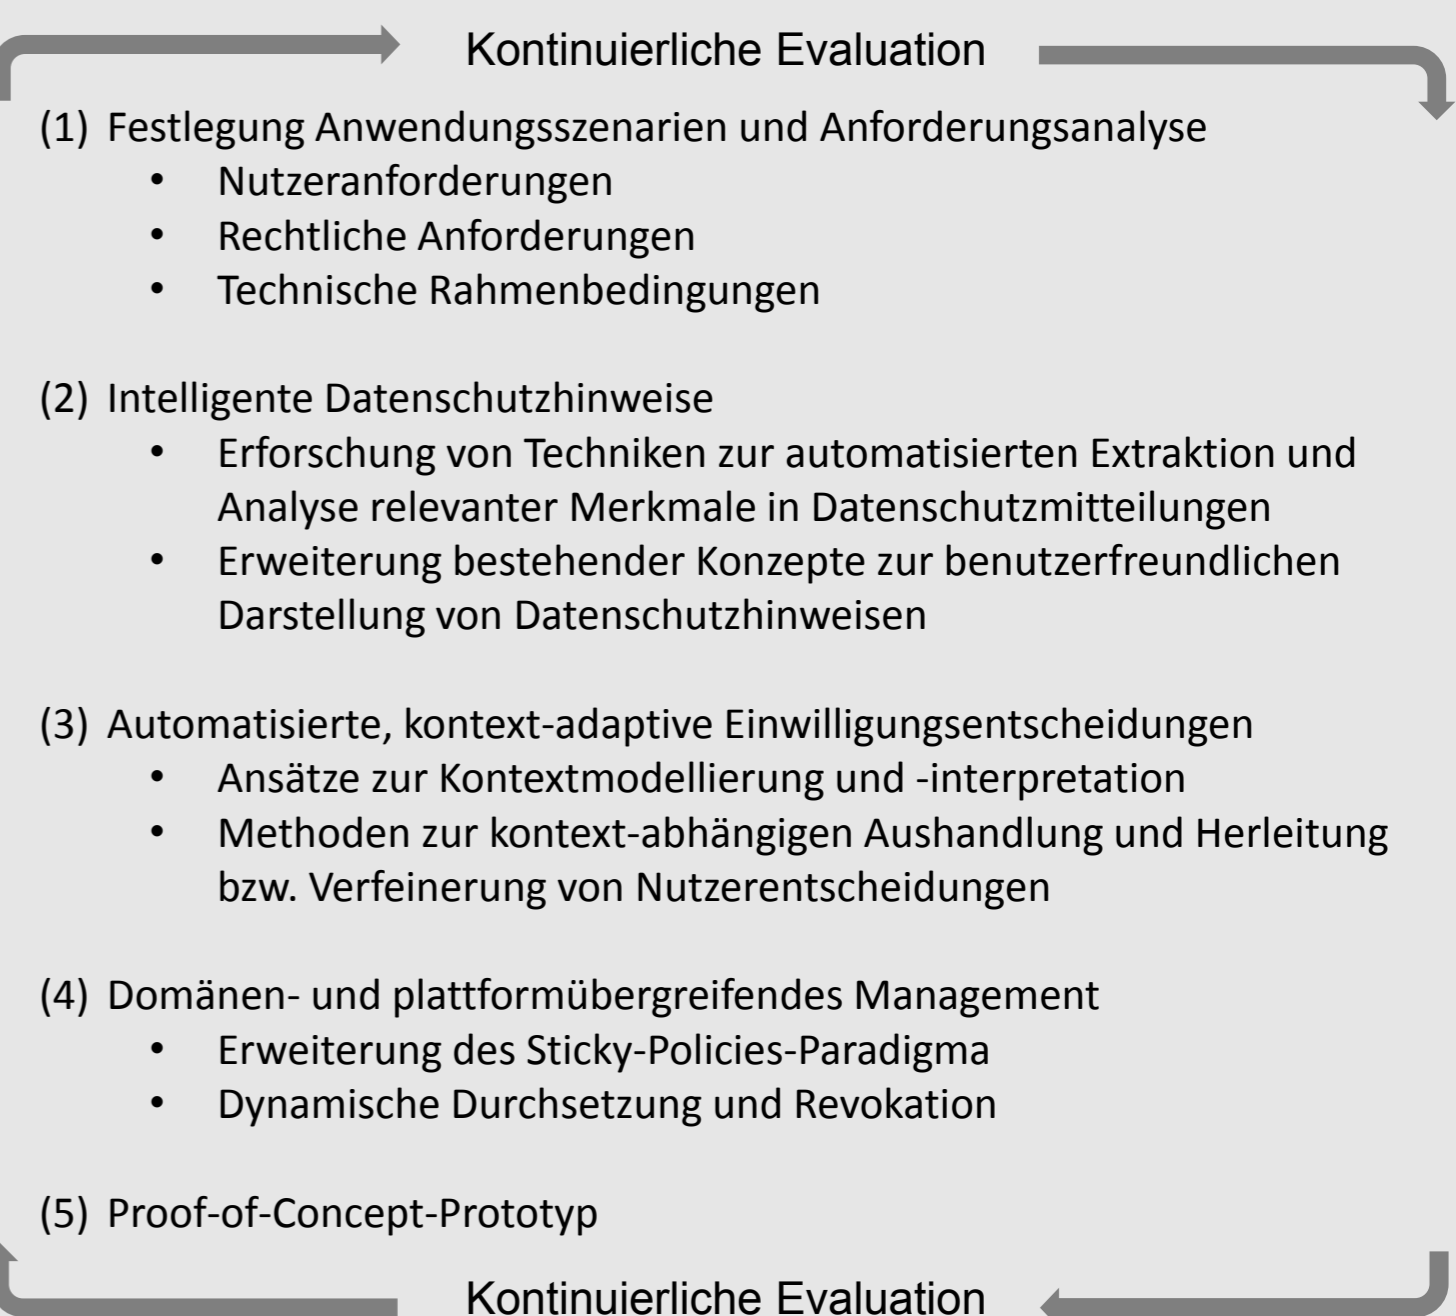 Kontinuierliche Evaluation
(1) Festlegung Anwendungsszenarien und Anforderungsanalyse
• Nutzeranforderungen
• Rechtliche Anforderungen
• Technische Rahmenbedingungen
(2) Intelligente Datenschutzhinweise
• Erforschung von Techniken zur automatisierten Extraktion und
Analyse relevanter Merkmale in Datenschutzmitteilungen
• Erweiterung bestehender Konzepte zur benutzerfreundlichen
Darstellung von Datenschutzhinweisen
(3) Automatisierte, kontext-adaptive Einwilligungsentscheidungen
• Ansätze zur Kontextmodellierung und -interpretation
• Methoden zur kontext-abhängigen Aushandlung und Herleitung
bzw. Verfeinerung von Nutzerentscheidungen
(4) Domänen- und plattformübergreifendes Management
• Erweiterung des Sticky-Policies-Paradigma
• Dynamische Durchsetzung und Revokation
(5) Proof-of-Concept-Prototyp
Kontinuierliche Evaluation